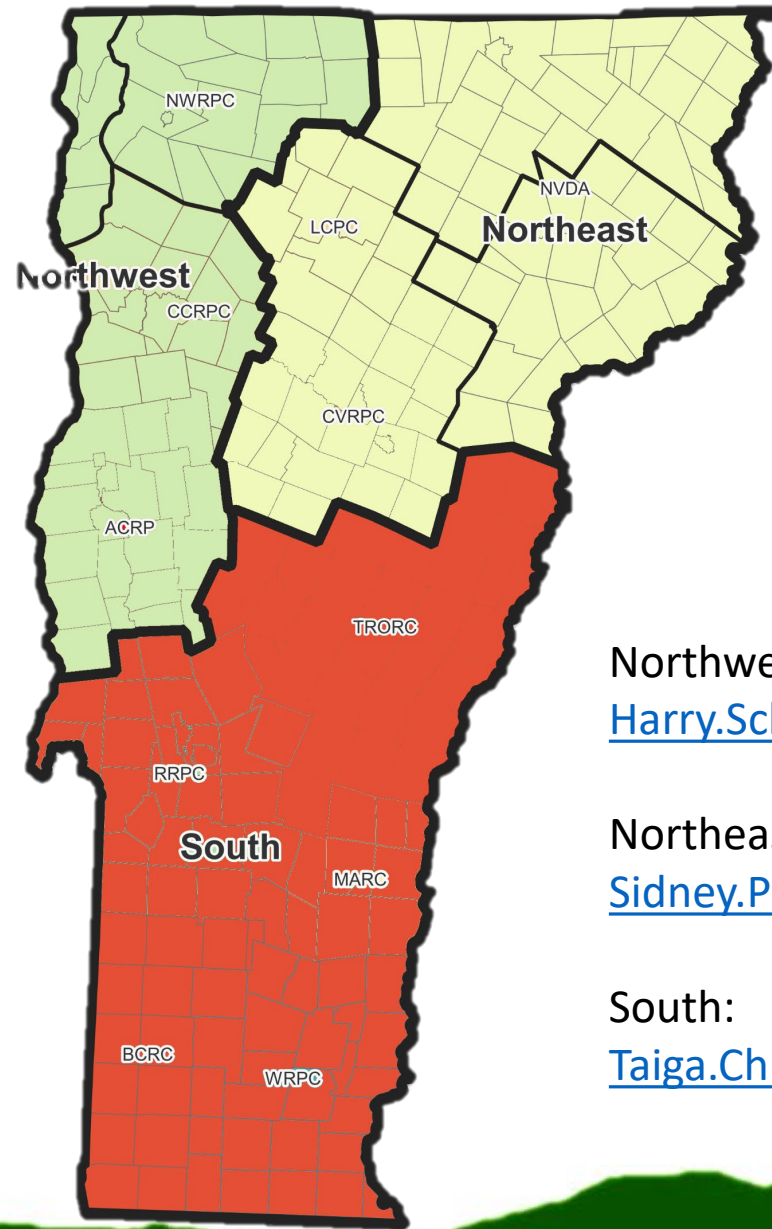 NWRPC
NVDA
LCPC
Northeast
Northwest
CCRPC
CVRPC
ACRP
TRORC
Northwe
Harry.Sc
RRPC
Northea
South
MARC
Sidney.P
South:
BCRC
Taiga.Ch
WRPC